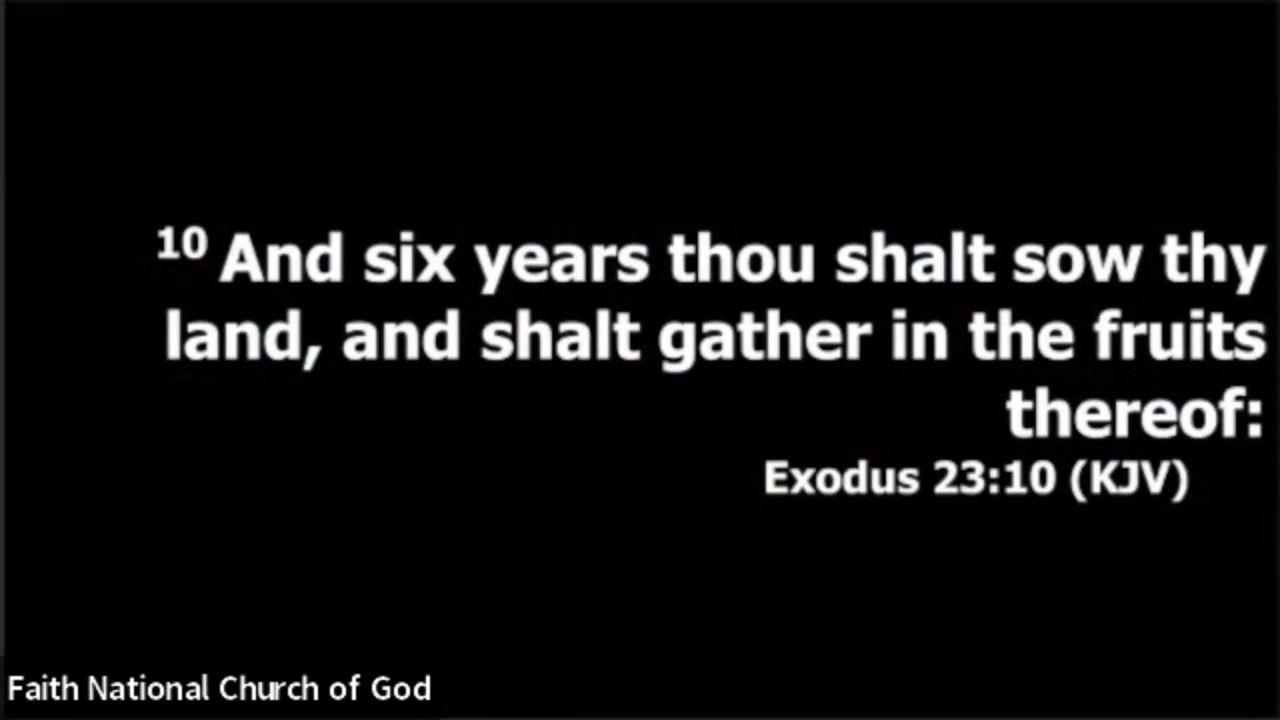 10 And six years thou shalt sow thy
land, and shalt gather in the fruits
thereof:
Exodus 23:10 (KJV)
Faith National Church of God